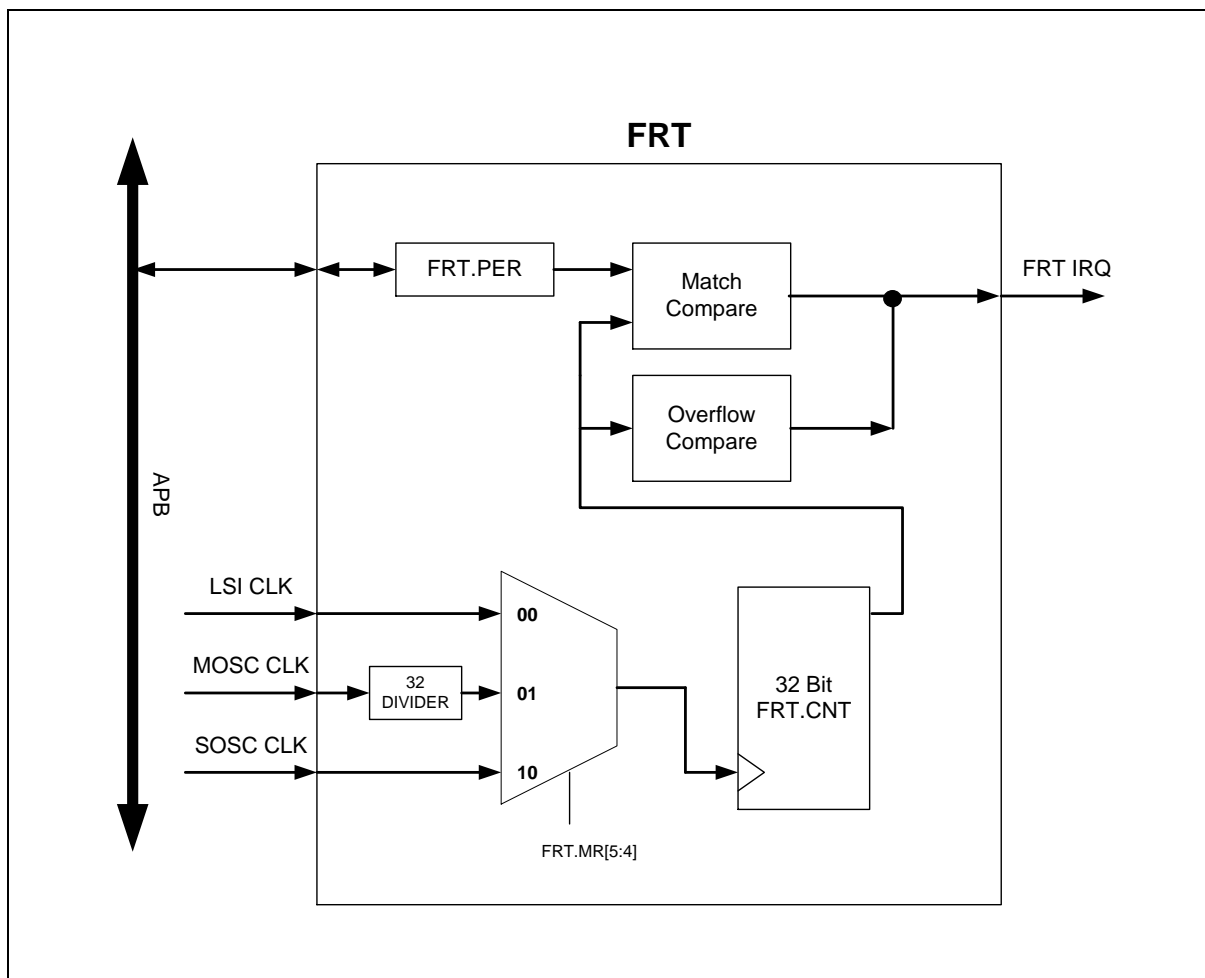 FRT
FRT.PER
Match
Compare
FRT IRQ
Overflow
Compare
APB
LSI CLK
00
MOSC CLK
32
DIVIDER
01
32 Bit
FRT.CNT
SOSC CLK
10
FRT.MR[5:4]